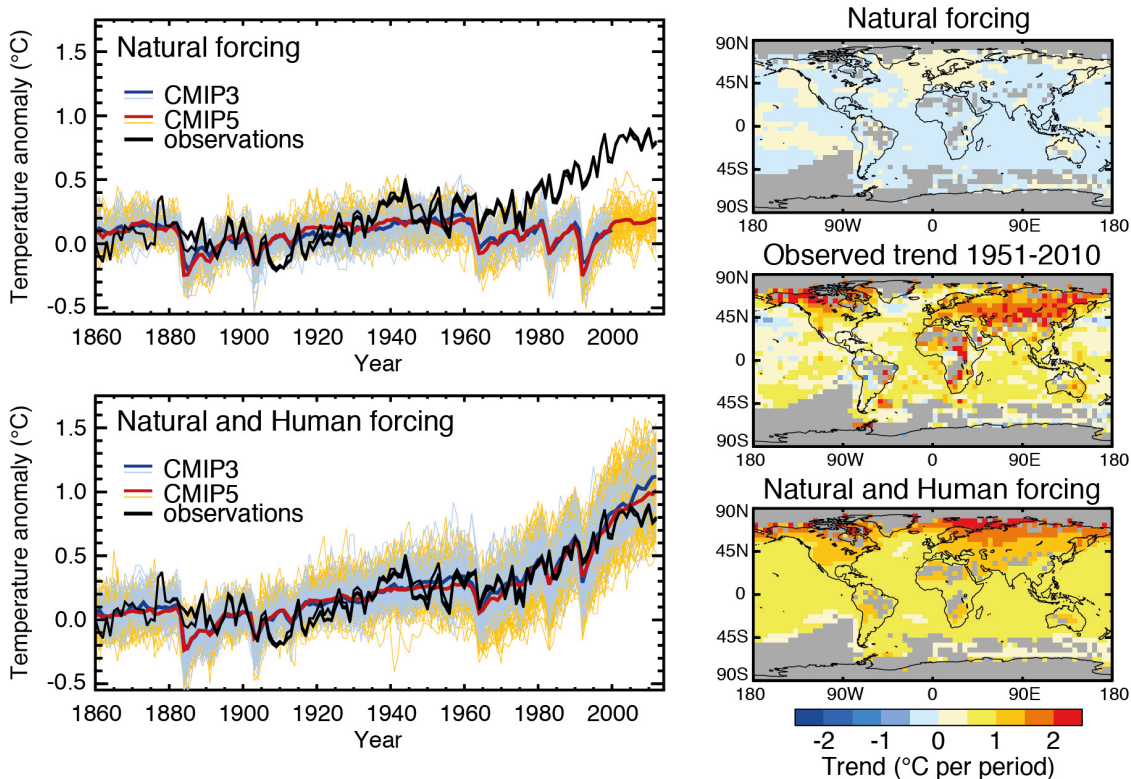 Natural forcing
CMIP3
CMIP5
observations
Temperature anomaly (°C)
1.5
1.0
0.5
0.0
-0.5
1860 1880 1900 1920 1940 1960 1980 2000
Year
Natural and Human forcing
CMIP3
CMIP5
observations
Temperature anomaly (°C)
1.5
1.0
0.5
0.0
-0.5
1860 1880 1900 1920 1940 1960 1980 2000
Year
Natural forcing
90N
45N
0
45S
90S
180 90W 0 90E 180
Observed trend 1951-2010
90N
45N
0
45S
90S
180 90W 0 90E 180
Natural and Human forcing
90N
45N
0
45S
90S
180 90W 0 90E 180
-2 -1 0 1 2
Trend (°C per period)